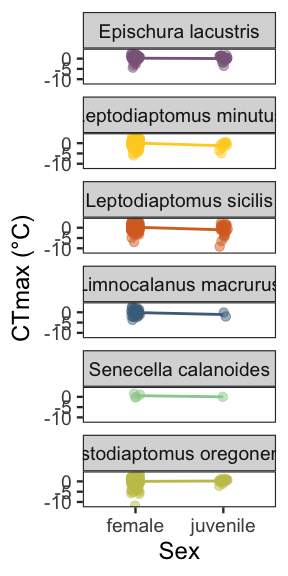 Epischura lacustris
0
-5
-10
eptodiaptomus minutu
0
-5
-10
Leptodiaptomus sicilis
0
-5
-10
Limnocalanus macrurus
0
-5
-10
Senecella calanoides
0
-5
-10
stodiaptomus oregonen
0
-5
-10
female juvenile
Sex
CTmax (°C)